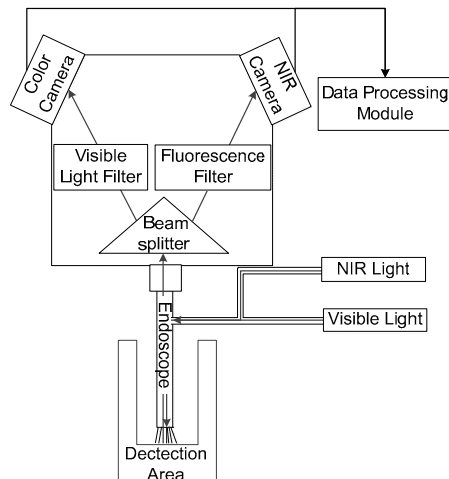 Color
Camera
NIR
Camera
Data Processing
Module
Visible
Light Filter
Fluorescence
Filter
Beam
splitter
NIR Light
Visible Light
Endoscope
Dectection
Area